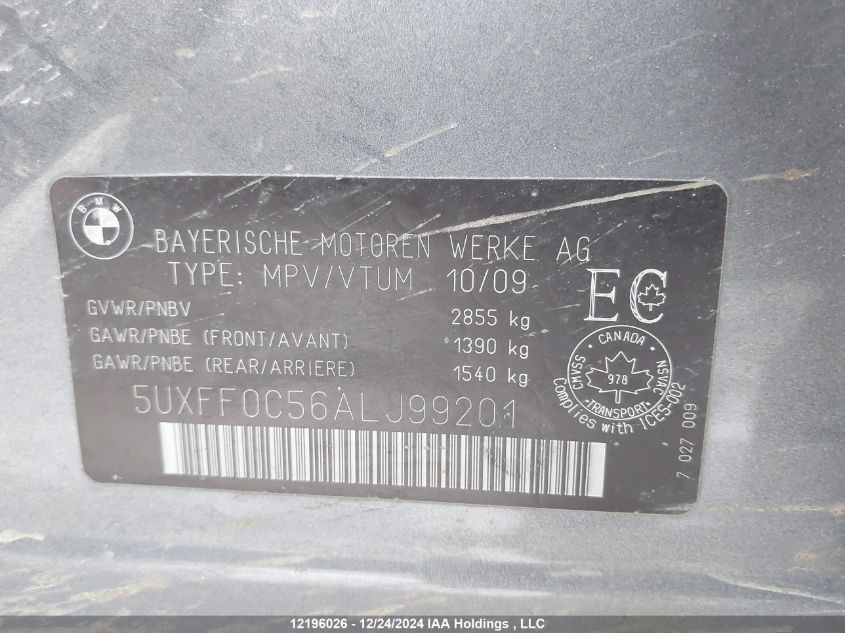 BMW
BAYERISCHE MOTOREN WERKE AG
TYPE: MPV/VTUM 10/09
GVWR/PNBV 2855 kg
GAWR/PNBE (FRONT/AVANT) 1390 kg
GAWR/PNBE (REAR/ARRIERE) 1540 kg
5UXFF0C56ALJ99201
EC
CANADA
CMVSS 978 NSVAC
TRANSPORT
Complies with ICES-002
7 027 009
12196026 - 12/24/2024 IAA Holdings , LLC